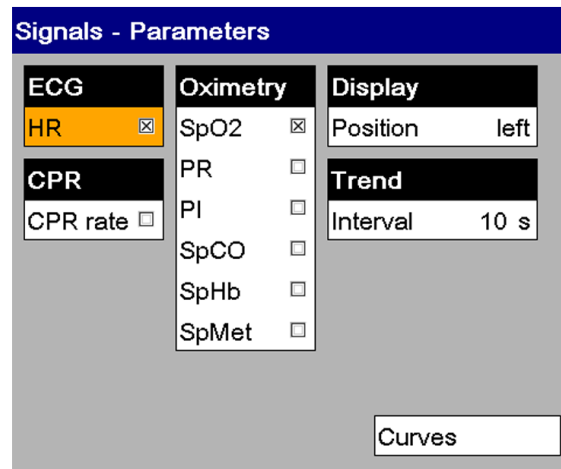 Signals - Parameters
ECG
HR
CPR
CPR rate
Oximetry
SpO2
PR
PI
SpCO
SpHb
SpMet
Display
Position left
Trend
Interval 10 s
Curves